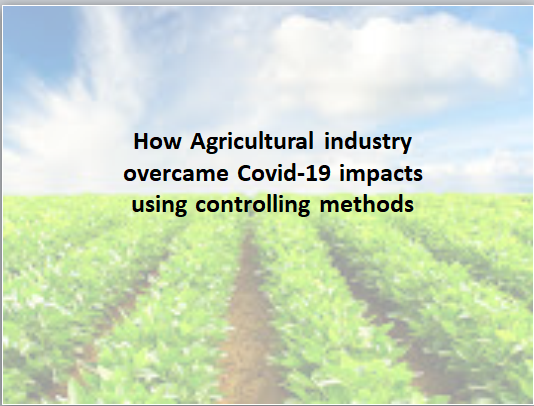 How Agricultural industry
overcame Covid-19 impacts
using controlling methods